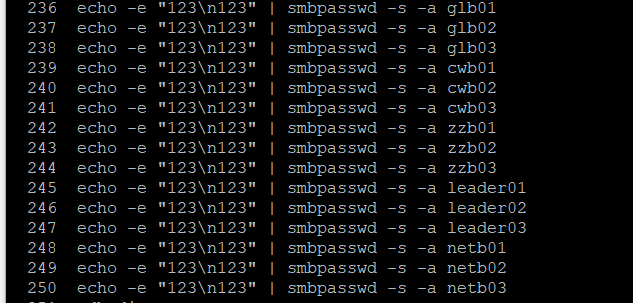 236 echo -e "123\n123" | smbpasswd -s -a glb01
237 echo -e "123\n123" | smbpasswd -s -a glb02
238 echo -e "123\n123" | smbpasswd -s -a glb03
239 echo -e "123\n123" | smbpasswd -s -a cwb01
240 echo -e "123\n123" | smbpasswd -s -a cwb02
241 echo -e "123\n123" | smbpasswd -s -a cwb03
242 echo -e "123\n123" | smbpasswd -s -a zzb01
243 echo -e "123\n123" | smbpasswd -s -a zzb02
244 echo -e "123\n123" | smbpasswd -s -a zzb03
245 echo -e "123\n123" | smbpasswd -s -a leader01
246 echo -e "123\n123" | smbpasswd -s -a leader02
247 echo -e "123\n123" | smbpasswd -s -a leader03
248 echo -e "123\n123" | smbpasswd -s -a netb01
249 echo -e "123\n123" | smbpasswd -s -a netb02
250 echo -e "123\n123" | smbpasswd -s -a netb03